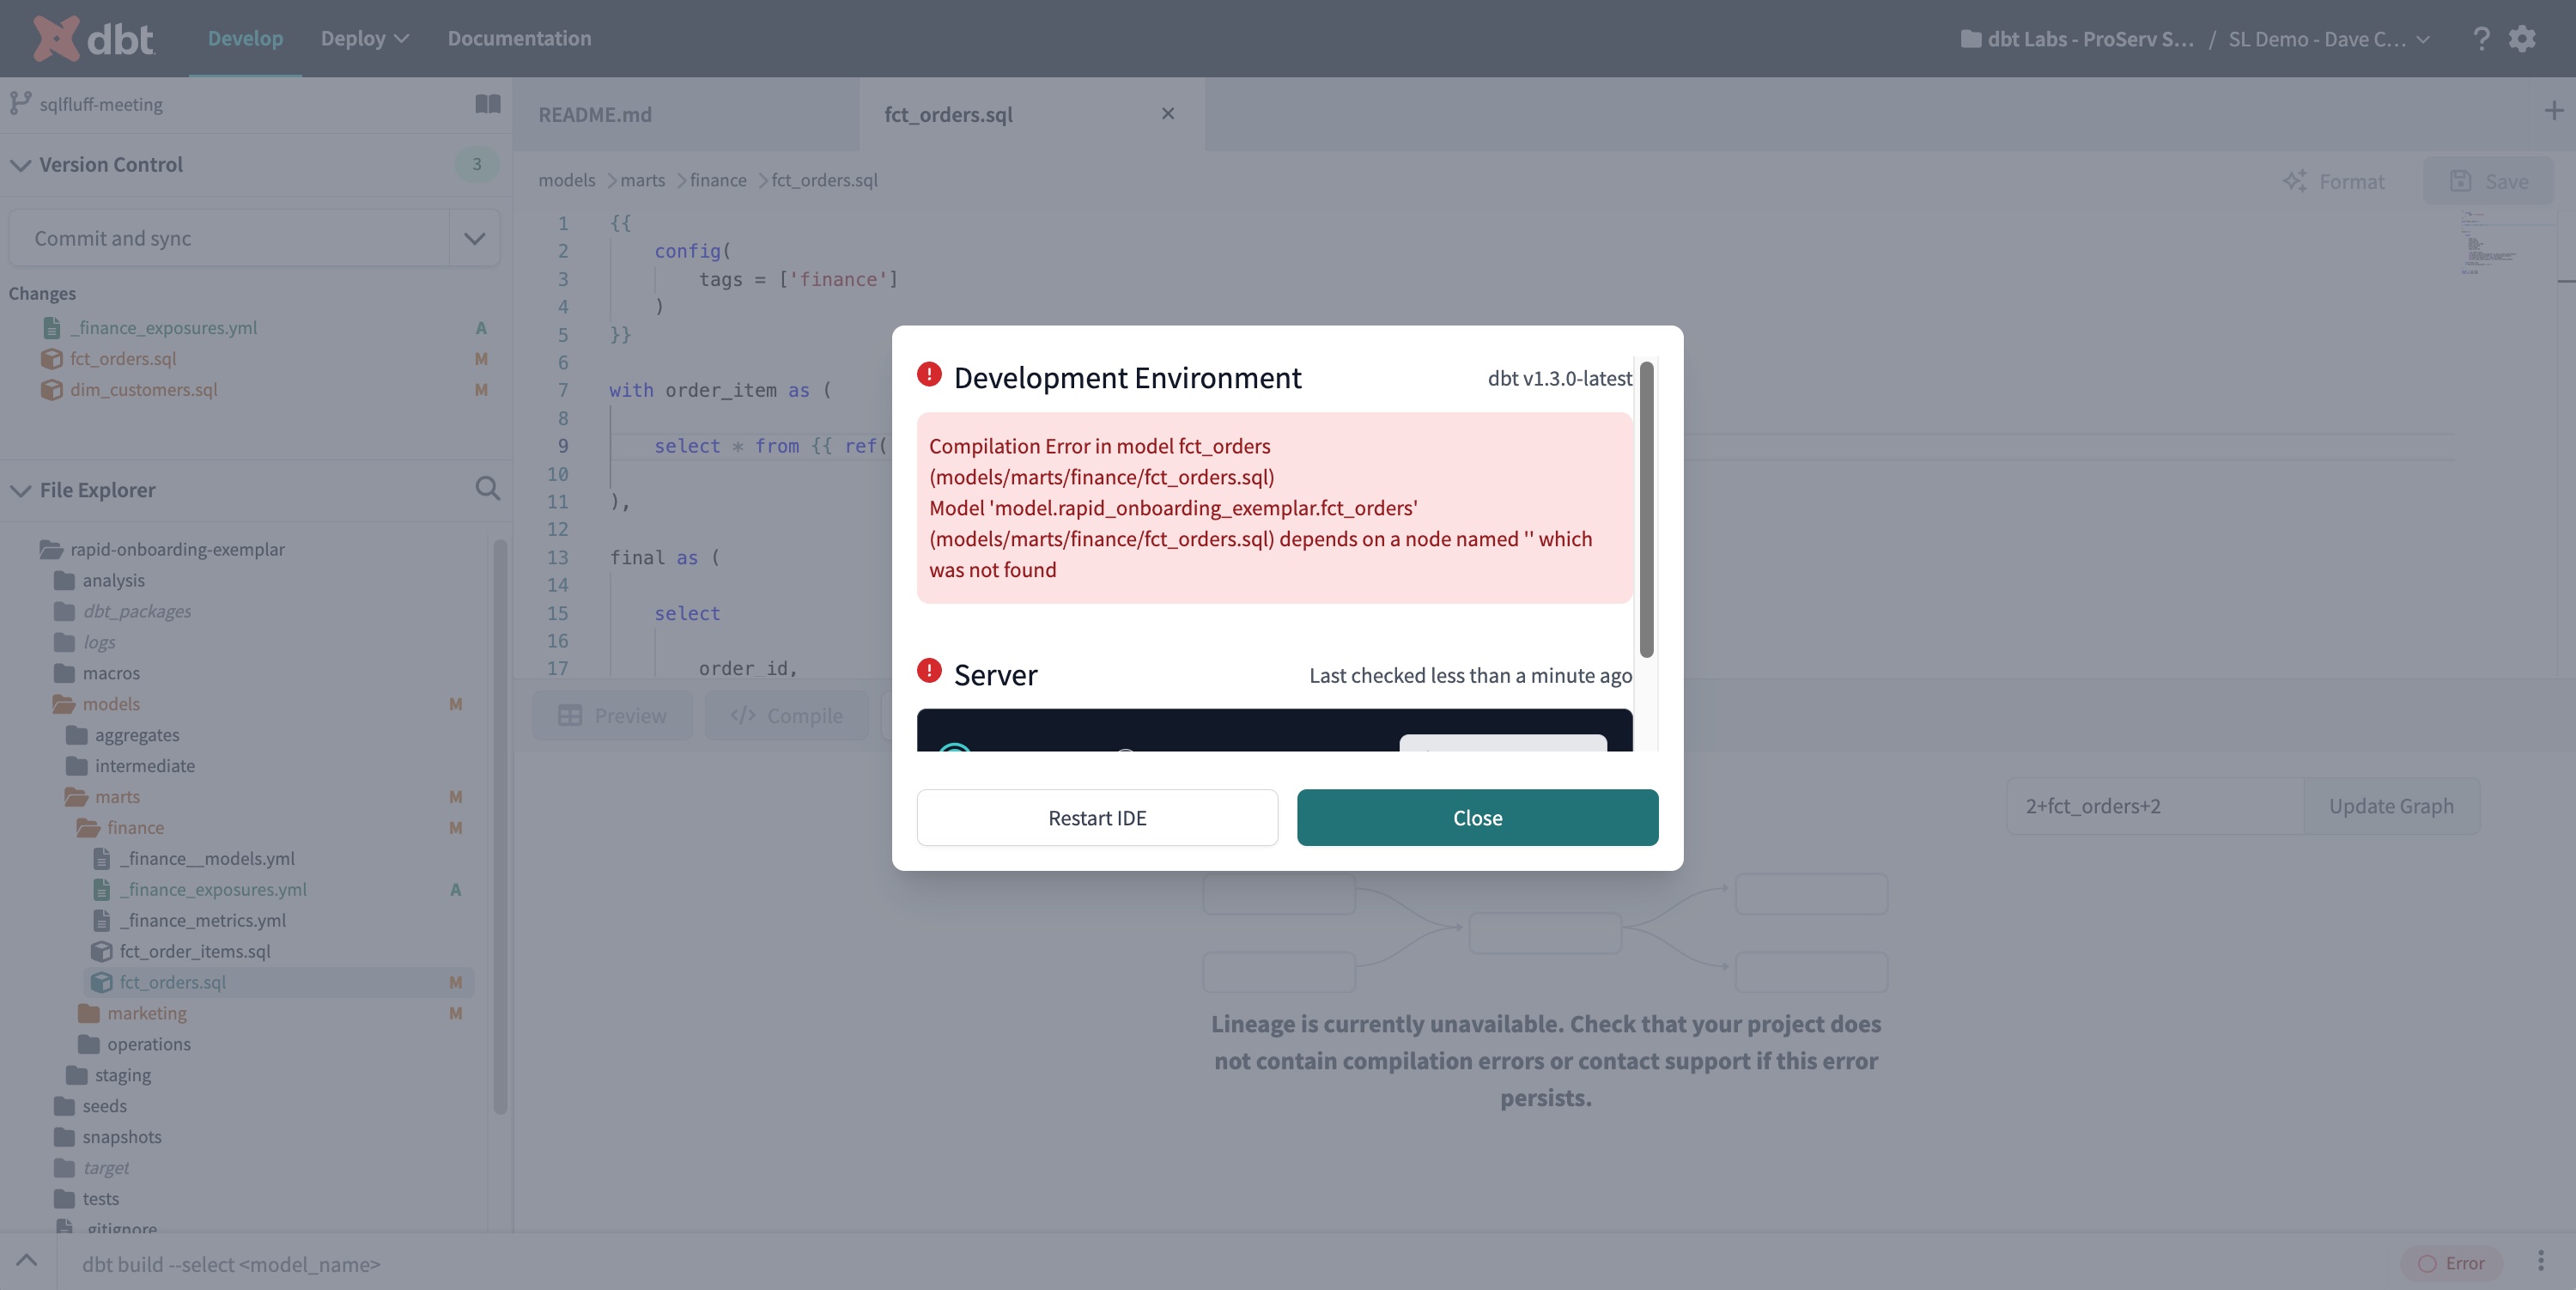 dbt
Develop
Deploy
Documentation
dbt Labs - ProServ S...
/
SL Demo - Dave C...
?
sqlfluff-meeting
README.md
fct_orders.sql
Version Control
3
models
marts
finance
fct_orders.sql
Format
Save
Commit and sync
Changes
_finance_exposures.yml A
fct_orders.sql M
dim_customers.sql M
File Explorer
rapid-onboarding-exemplar
analysis
dbt_packages
logs
macros
models M
aggregates
intermediate
marts M
finance M
_finance__models.yml
_finance_exposures.yml A
_finance_metrics.yml
fct_order_items.sql
fct_orders.sql M
marketing M
operations
staging
seeds
snapshots
target
tests
.gitignore
1 {{
2 config(
3 tags = ['finance']
4 )
5 }}
6
7 with order_item as (
8
9 select * from {{ ref(
10
11 ),
12
13 final as (
14
15 select
16
17 order_id,
Preview
Compile
Development Environment
dbt v1.3.0-latest
Compilation Error in model fct_orders
(models/marts/finance/fct_orders.sql)
Model 'model.rapid_onboarding_exemplar.fct_orders'
(models/marts/finance/fct_orders.sql) depends on a node named '' which
was not found
Server
Last checked less than a minute ago
Restart IDE
Close
2+fct_orders+2
Update Graph
Lineage is currently unavailable. Check that your project does
not contain compilation errors or contact support if this error
persists.
dbt build --select <model_name>
Error